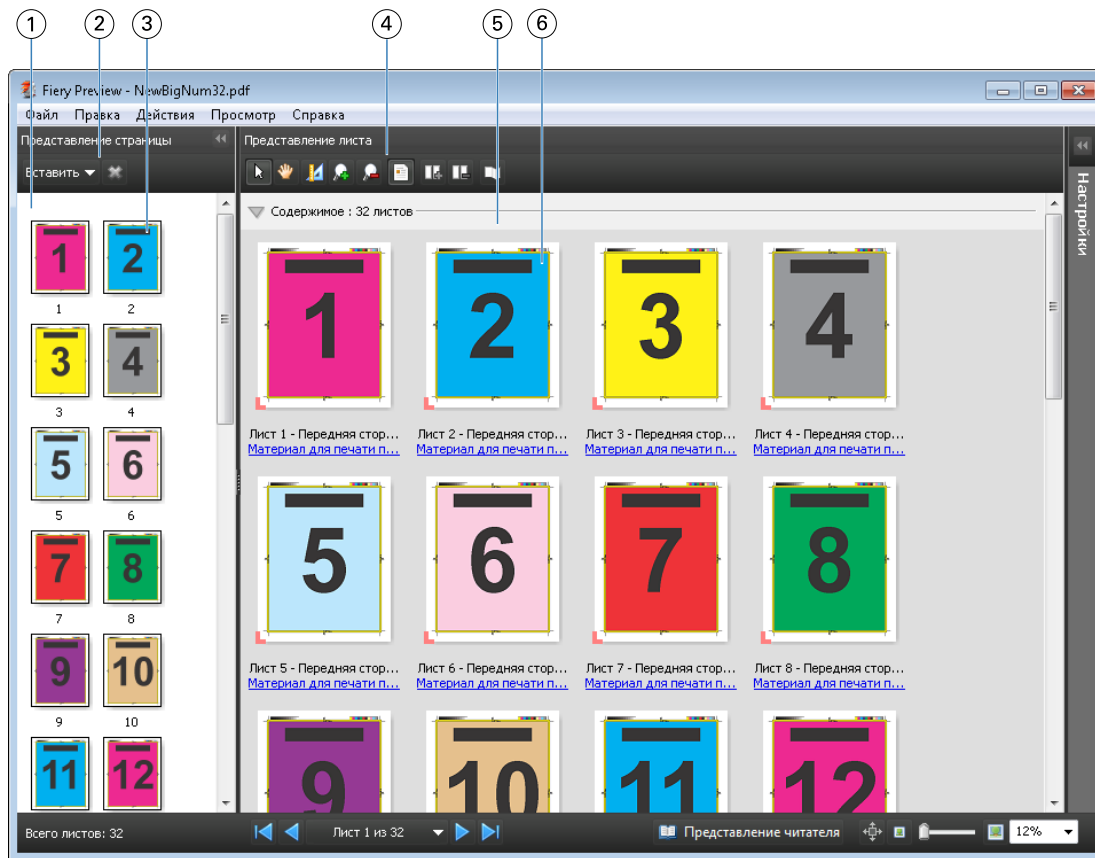 1 2 3 4 5 6
Fiery Preview - NewBigNum32.pdf
Файл Правка Действия Просмотр Справка
Представление страницы
Вставить
1 2
1 2
3 4
3 4
5 6
5 6
7 8
7 8
9 10
9 10
11 12
Представление листа
Содержимое : 32 листов
1 2 3 4
Лист 1 - Передняя стор... Лист 2 - Передняя стор... Лист 3 - Передняя стор... Лист 4 - Передняя стор...
Материал для печати п... Материал для печати п... Материал для печати п... Материал для печати п...
5 6 7 8
Лист 5 - Передняя стор... Лист 6 - Передняя стор... Лист 7 - Передняя стор... Лист 8 - Передняя стор...
Материал для печати п... Материал для печати п... Материал для печати п... Материал для печати п...
9 10 11 12
Настройки
Всего листов: 32
Лист 1 из 32
Представление читателя
12%